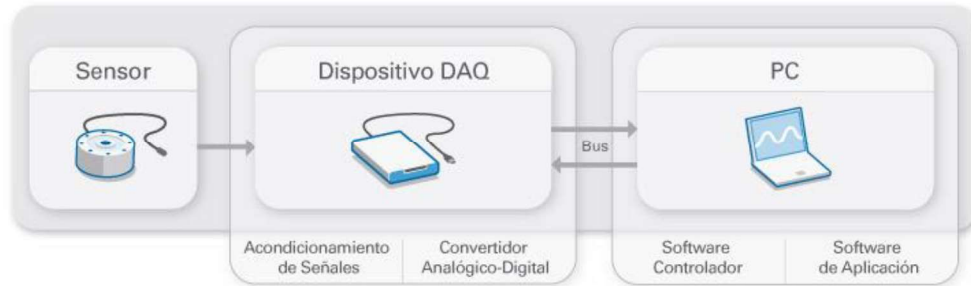 Sensor
Dispositivo DAQ
PC
Bus
Acondicionamiento
de Señales
Convertidor
Analógico-Digital
Software
Controlador
Software
de Aplicación